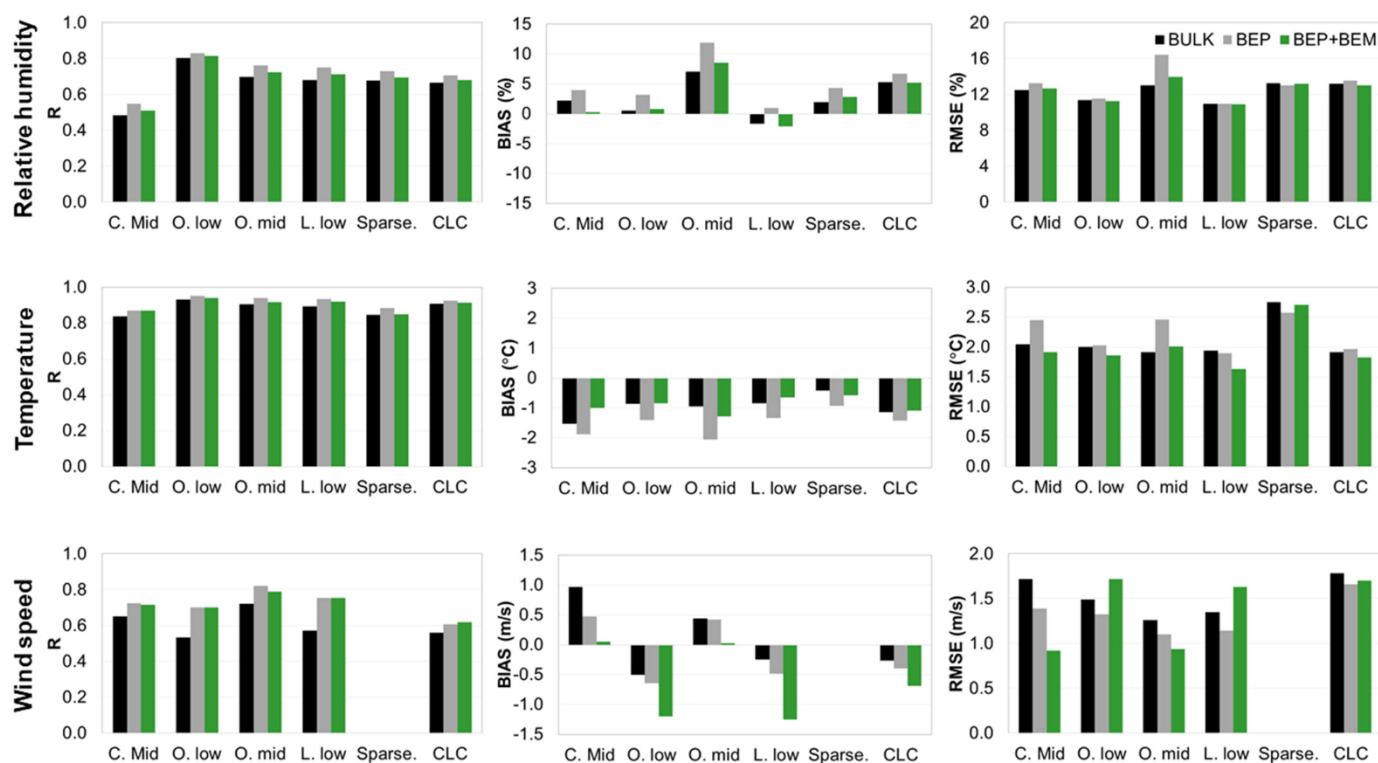 Relative humidity
R
1.0
0.8
0.6
0.4
0.2
0.0
C. Mid O. low O. mid L. low Sparse. CLC
BIAS (%)
15
10
5
0
-5
-10
-15
C. Mid O. low O. mid L. low Sparse. CLC
RMSE (%)
20
16
12
8
4
0
BULK BEP BEP+BEM
C. Mid O. low O. mid L. low Sparse. CLC
Temperature
R
1.0
0.8
0.6
0.4
0.2
0.0
C. Mid O. low O. mid L. low Sparse. CLC
BIAS (°C)
3
2
1
0
-1
-2
-3
C. Mid O. low O. mid L. low Sparse. CLC
RMSE (°C)
3.0
2.5
2.0
1.5
1.0
0.5
0.0
C. Mid O. low O. mid L. low Sparse. CLC
Wind speed
R
1.0
0.8
0.6
0.4
0.2
0.0
C. Mid O. low O. mid L. low Sparse. CLC
BIAS (m/s)
1.5
1.0
0.5
0.0
-0.5
-1.0
-1.5
C. Mid O. low O. mid L. low Sparse. CLC
RMSE (m/s)
2.0
1.5
1.0
0.5
0.0
C. Mid O. low O. mid L. low Sparse. CLC